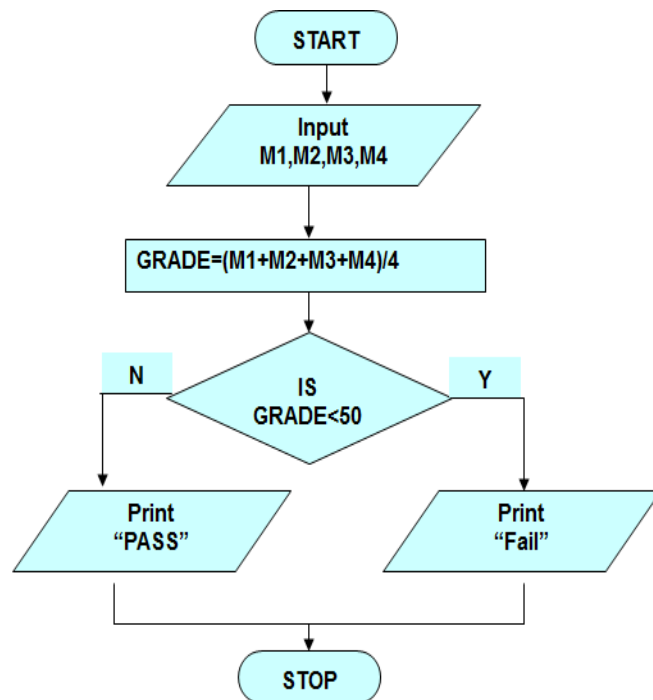 START
Input
M1,M2,M3,M4
GRADE=(M1+M2+M3+M4)/4
N
IS
GRADE<50
Y
Print
“PASS”
Print
“Fail”
STOP